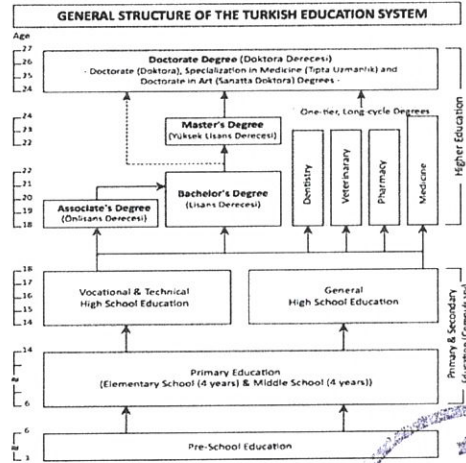 GENERAL STRUCTURE OF THE TURKISH EDUCATION SYSTEM
Age
27
26
25
24
Doctorate Degree (Doktora Derecesi)
- Doctorate (Doktora), Specialization in Medicine (Tıpta Uzmanlık) and
Doctorate in Art (Sanatta Doktora) Degrees -
24
23
22
Master's Degree
(Yüksek Lisans Derecesi)
One-tier, Long-cycle Degrees
Dentistry
Veterinarary
Pharmacy
Medicine
Higher Education
22
21
20
19
18
Associate's Degree
(Önlisans Derecesi)
Bachelor's Degree
(Lisans Derecesi)
18
17
16
15
14
Vocational & Technical
High School Education
General
High School Education
Primary & Secondary
14
6
Primary Education
(Elementary School (4 years) & Middle School (4 years))
6
3
Pre-School Education